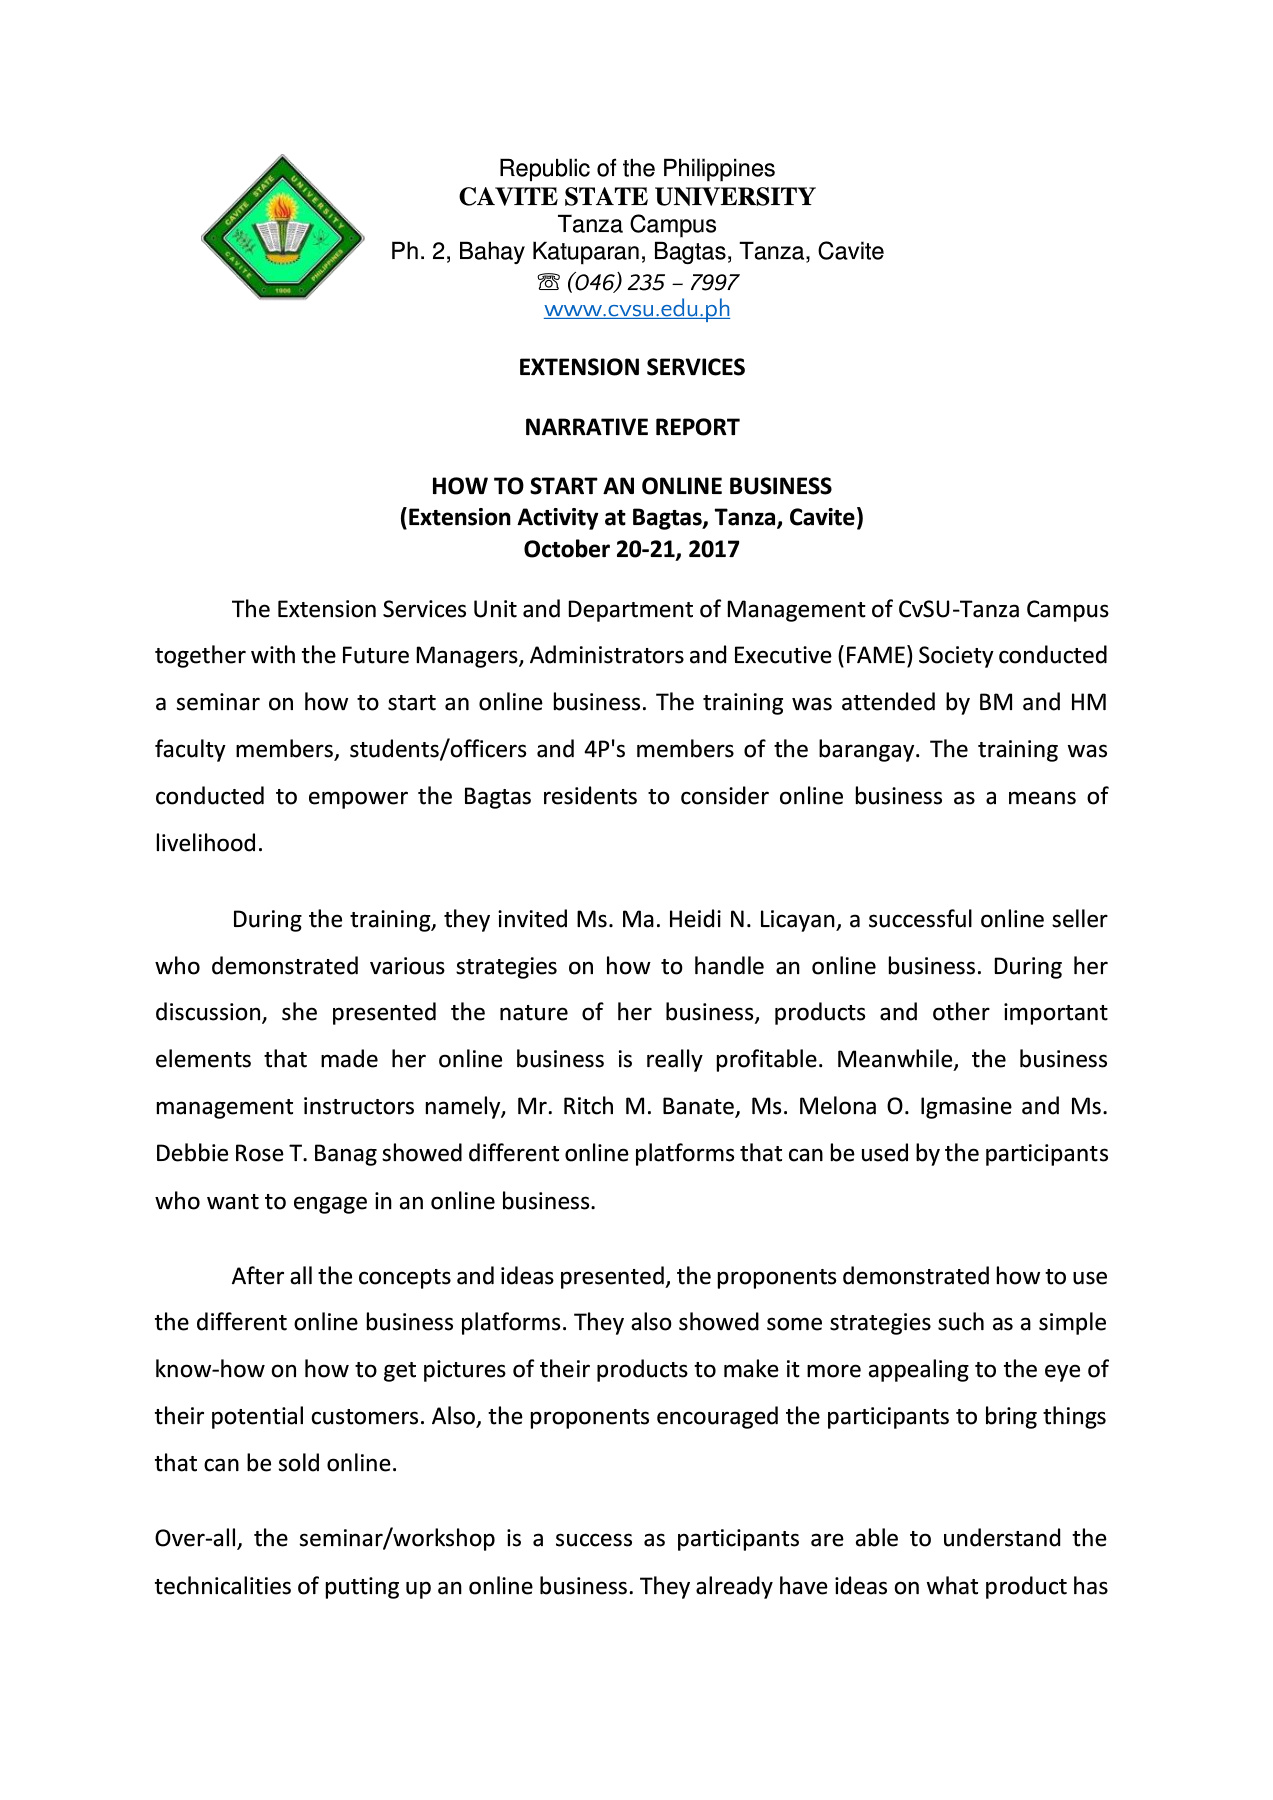 CAVITE STATE UNIVERSITY
CAVITE
PHILIPPINES
1906
Republic of the Philippines
CAVITE STATE UNIVERSITY
Tanza Campus
Ph. 2, Bahay Katuparan, Bagtas, Tanza, Cavite
☏ (046) 235 – 7997
www.cvsu.edu.ph
EXTENSION SERVICES
NARRATIVE REPORT
HOW TO START AN ONLINE BUSINESS
(Extension Activity at Bagtas, Tanza, Cavite)
October 20-21, 2017
The Extension Services Unit and Department of Management of CvSU-Tanza Campus
together with the Future Managers, Administrators and Executive (FAME) Society conducted
a seminar on how to start an online business. The training was attended by BM and HM
faculty members, students/officers and 4P's members of the barangay. The training was
conducted to empower the Bagtas residents to consider online business as a means of
livelihood.
During the training, they invited Ms. Ma. Heidi N. Licayan, a successful online seller
who demonstrated various strategies on how to handle an online business. During her
discussion, she presented the nature of her business, products and other important
elements that made her online business is really profitable. Meanwhile, the business
management instructors namely, Mr. Ritch M. Banate, Ms. Melona O. Igmasine and Ms.
Debbie Rose T. Banag showed different online platforms that can be used by the participants
who want to engage in an online business.
After all the concepts and ideas presented, the proponents demonstrated how to use
the different online business platforms. They also showed some strategies such as a simple
know-how on how to get pictures of their products to make it more appealing to the eye of
their potential customers. Also, the proponents encouraged the participants to bring things
that can be sold online.
Over-all, the seminar/workshop is a success as participants are able to understand the
technicalities of putting up an online business. They already have ideas on what product has